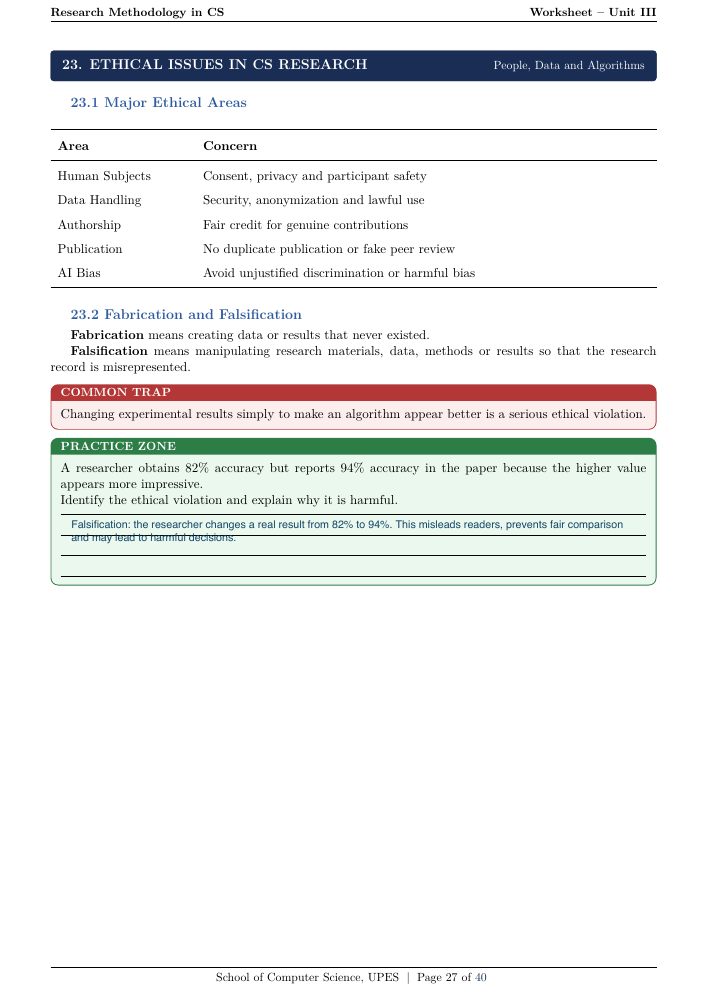 Research Methodology in CS Worksheet – Unit III
23. ETHICAL ISSUES IN CS RESEARCH People, Data and Algorithms
23.1 Major Ethical Areas
Area Concern
Human Subjects Consent, privacy and participant safety
Data Handling Security, anonymization and lawful use
Authorship Fair credit for genuine contributions
Publication No duplicate publication or fake peer review
AI Bias Avoid unjustified discrimination or harmful bias
23.2 Fabrication and Falsification
Fabrication means creating data or results that never existed.
Falsification means manipulating research materials, data, methods or results so that the research
record is misrepresented.
COMMON TRAP
Changing experimental results simply to make an algorithm appear better is a serious ethical violation.
PRACTICE ZONE
A researcher obtains 82% accuracy but reports 94% accuracy in the paper because the higher value
appears more impressive.
Identify the ethical violation and explain why it is harmful.
Falsification: the researcher changes a real result from 82% to 94%. This misleads readers, prevents fair comparison
and may lead to harmful decisions.
School of Computer Science, UPES | Page 27 of 40